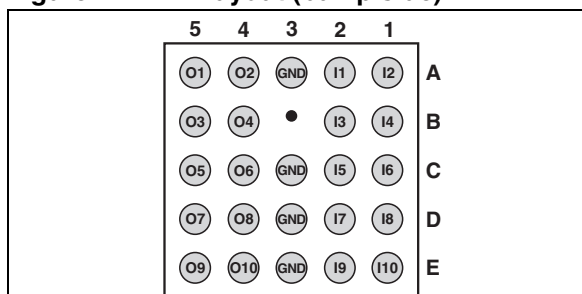 5 4 3 2 1
O1 O2 GND I1 I2 A
O3 O4 I3 I4 B
O5 O6 GND I5 I6 C
O7 O8 GND I7 I8 D
O9 O10 GND I9 I10 E